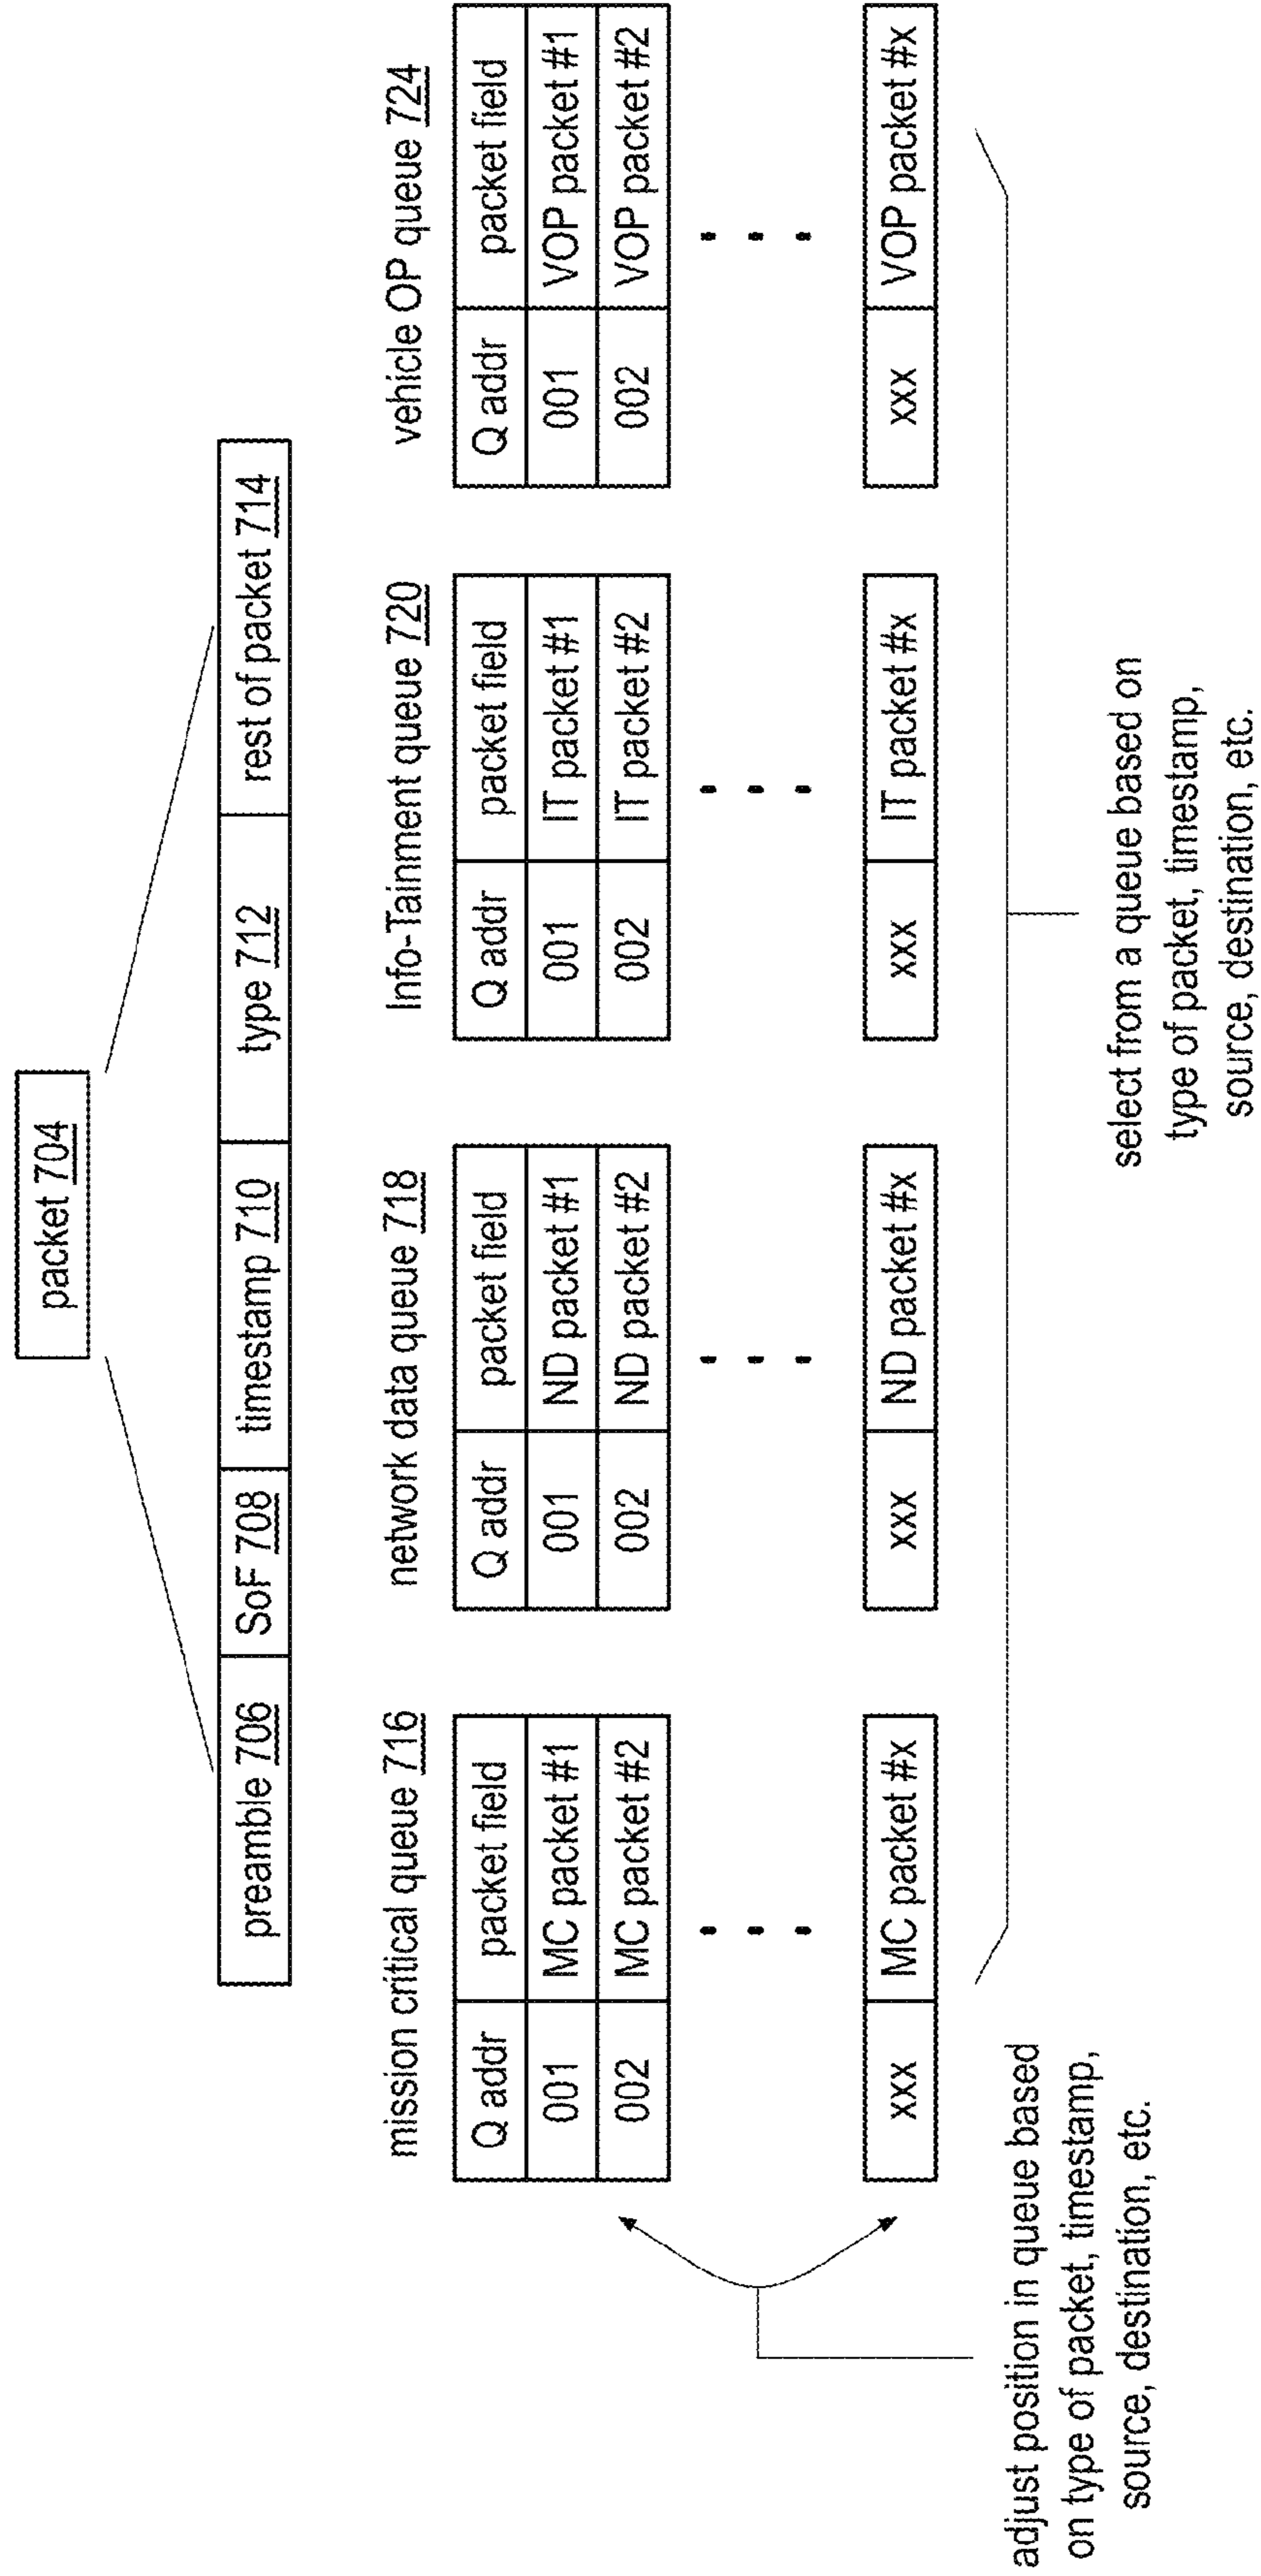 packet 704
preamble 706 SoF 708 timestamp 710 type 712 rest of packet 714
mission critical queue 716
Q addr packet field
001 MC packet #1
002 MC packet #2
xxx MC packet #x
network data queue 718
Q addr packet field
001 ND packet #1
002 ND packet #2
xxx ND packet #x
Info-Tainment queue 720
Q addr packet field
001 IT packet #1
002 IT packet #2
xxx IT packet #x
vehicle OP queue 724
Q addr packet field
001 VOP packet #1
002 VOP packet #2
xxx VOP packet #x
adjust position in queue based
on type of packet, timestamp,
source, destination, etc.
select from a queue based on
type of packet, timestamp,
source, destination, etc.